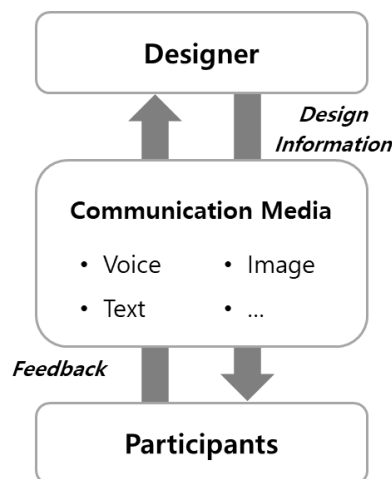 Designer
Design
Information
Communication Media
• Voice • Image
• Text • ...
Feedback
Participants